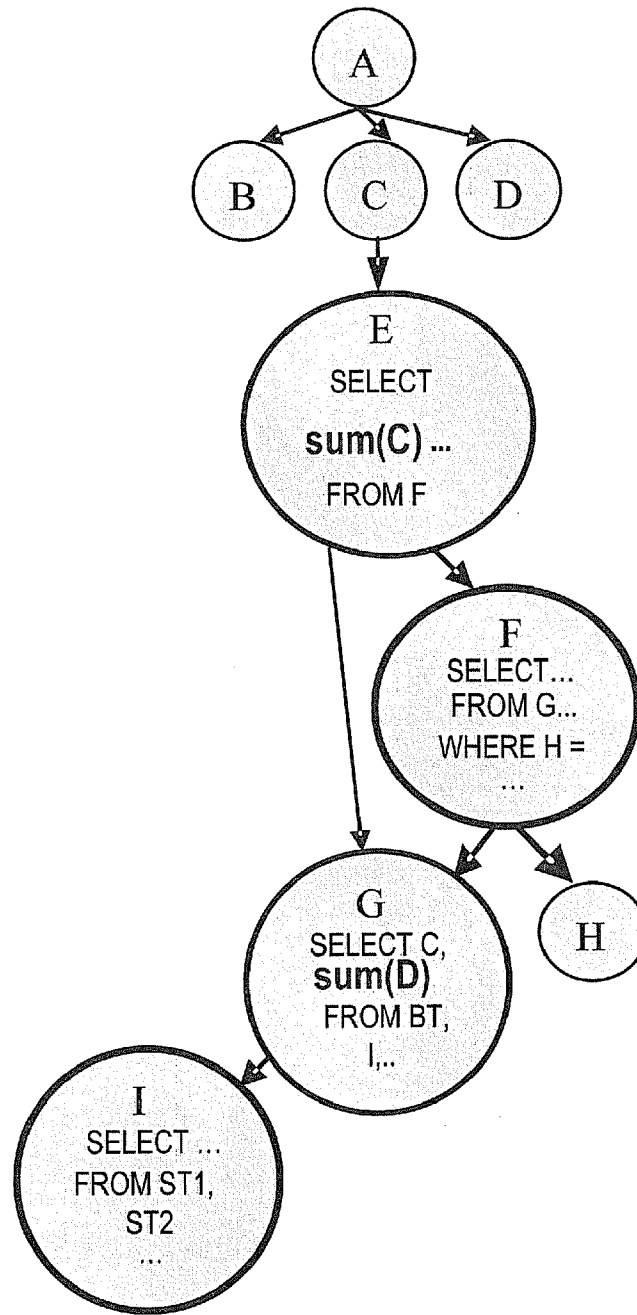 A
B
C
D
E
SELECT
sum(C) ...
FROM F
F
SELECT...
FROM G...
WHERE H =
...
G
SELECT C,
sum(D)
FROM BT,
I,..
H
I
SELECT ...
FROM ST1,
ST2
...